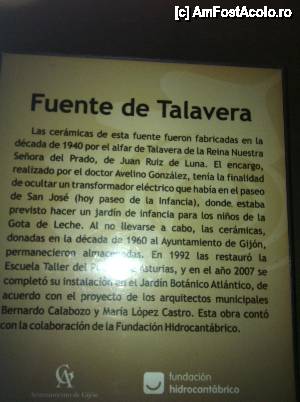 (c) AmFostAcolo.ro
Fuente de Talavera
Las cerámicas de esta fuente fueron fabricadas en la
década de 1940 por el alfar de Talavera de la Reina Nuestra
Señora del Prado, de Juan Ruiz de Luna. El encargo,
realizado por el doctor Avelino González, tenía la finalidad
de ocultar un transformador eléctrico que había en el paseo
de San José (hoy paseo de la Infancia), donde estaba
previsto hacer un jardín de infancia para los niños de la
Gota de Leche. Al no llevarse a cabo, las cerámicas,
donadas en la década de 1960 al Ayuntamiento de Gijón,
permanecieron almacenadas. En 1992 las restauró la
Escuela Taller del Asturias, y en el año 2007 se
completó su instalación en el Jardín Botánico Atlántico, de
acuerdo con el proyecto de los arquitectos municipales
Bernardo Calabozo y María López Castro. Esta obra contó
con la colaboración de la Fundación Hidrocantábrico.
Ayuntamiento de Gijón
fundación
hidrocantábrico